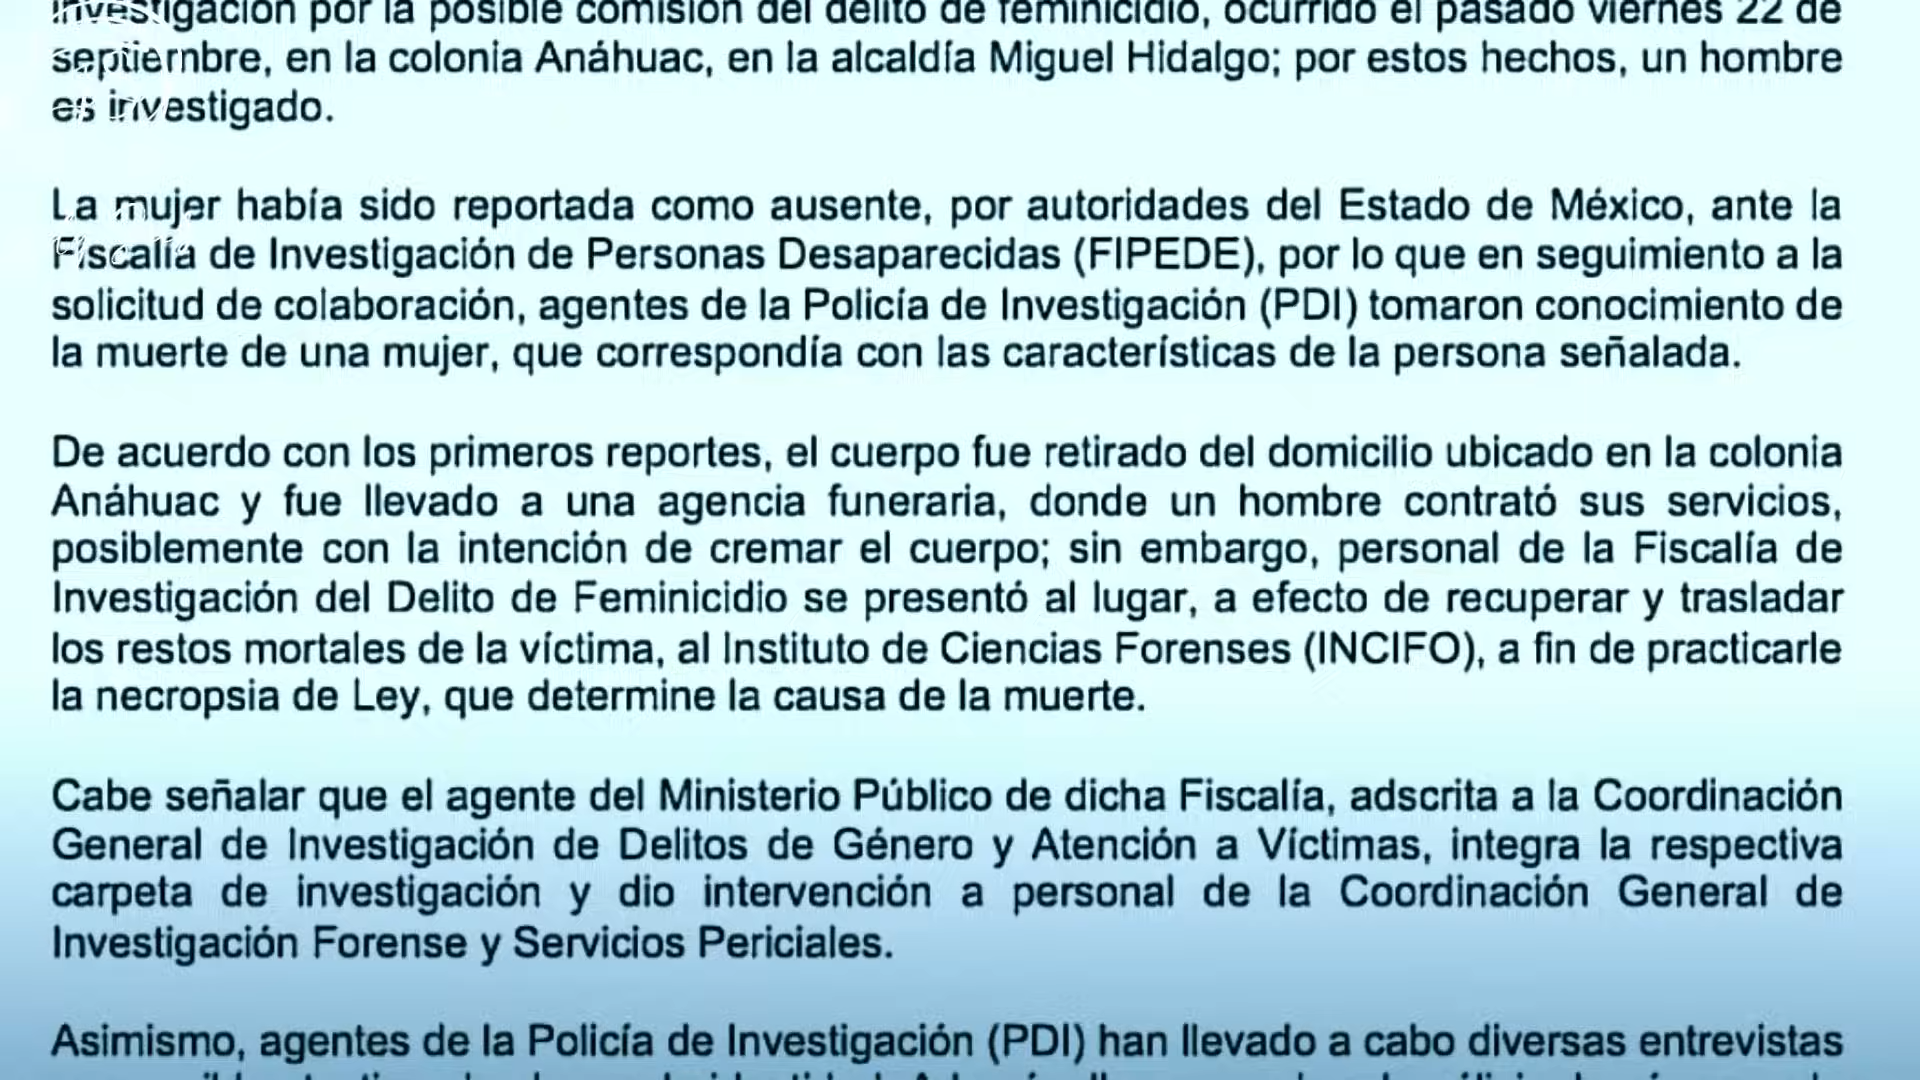 investigación por la posible comisión del delito de feminicidio, ocurrido el pasado viernes 22 de
septiembre, en la colonia Anáhuac, en la alcaldía Miguel Hidalgo; por estos hechos, un hombre
es investigado.
La mujer había sido reportada como ausente, por autoridades del Estado de México, ante la
Fiscalía de Investigación de Personas Desaparecidas (FIPEDE), por lo que en seguimiento a la
solicitud de colaboración, agentes de la Policía de Investigación (PDI) tomaron conocimiento de
la muerte de una mujer, que correspondía con las características de la persona señalada.
De acuerdo con los primeros reportes, el cuerpo fue retirado del domicilio ubicado en la colonia
Anáhuac y fue llevado a una agencia funeraria, donde un hombre contrató sus servicios,
posiblemente con la intención de cremar el cuerpo; sin embargo, personal de la Fiscalía de
Investigación del Delito de Feminicidio se presentó al lugar, a efecto de recuperar y trasladar
los restos mortales de la víctima, al Instituto de Ciencias Forenses (INCIFO), a fin de practicarle
la necropsia de Ley, que determine la causa de la muerte.
Cabe señalar que el agente del Ministerio Público de dicha Fiscalía, adscrita a la Coordinación
General de Investigación de Delitos de Género y Atención a Víctimas, integra la respectiva
carpeta de investigación y dio intervención a personal de la Coordinación General de
Investigación Forense y Servicios Periciales.
Asimismo, agentes de la Policía de Investigación (PDI) han llevado a cabo diversas entrevistas